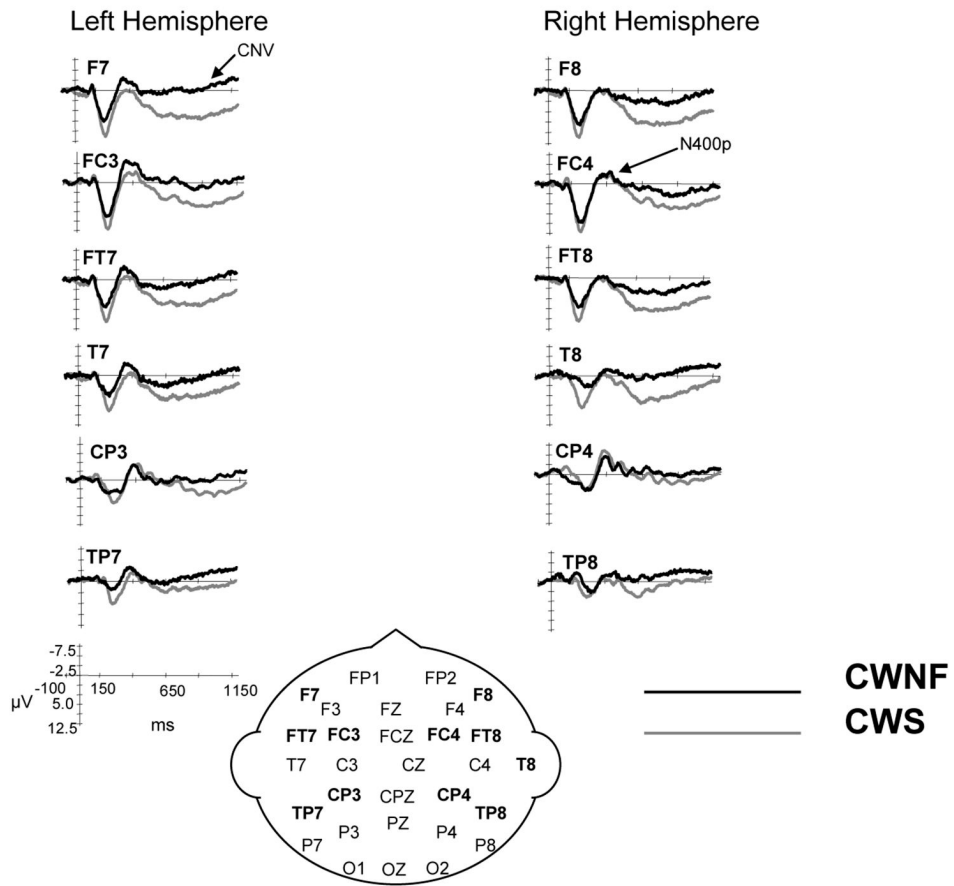 Left Hemisphere Right Hemisphere
CNV
F7 F8
N400p
FC3 FC4
FT7 FT8
T7 T8
CP3 CP4
TP7 TP8
-7.5
-2.5
-100 150 650 1150
µV 5.0
ms
12.5
CWNF
CWS
FP1 FP2
F7 F8
F3 FZ F4
FT7 FC3 FCZ FC4 FT8
T7 C3 CZ C4 T8
CP3 CPZ CP4
TP7 TP8
P3 PZ P4
P7 P8
O1 OZ O2